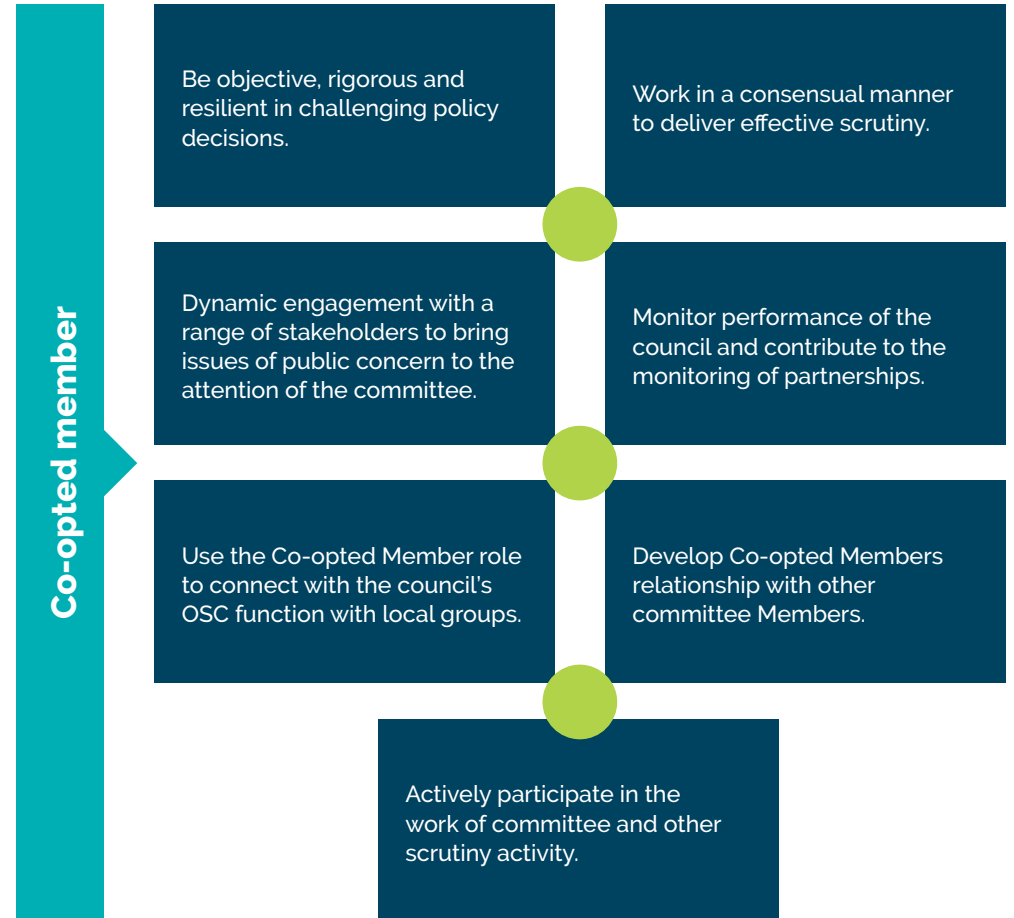 Co-opted member
Be objective, rigorous and
resilient in challenging policy
decisions.
Work in a consensual manner
to deliver effective scrutiny.
Dynamic engagement with a
range of stakeholders to bring
issues of public concern to the
attention of the committee.
Monitor performance of the
council and contribute to the
monitoring of partnerships.
Use the Co-opted Member role
to connect with the council’s
OSC function with local groups.
Develop Co-opted Members
relationship with other
committee Members.
Actively participate in the
work of committee and other
scrutiny activity.